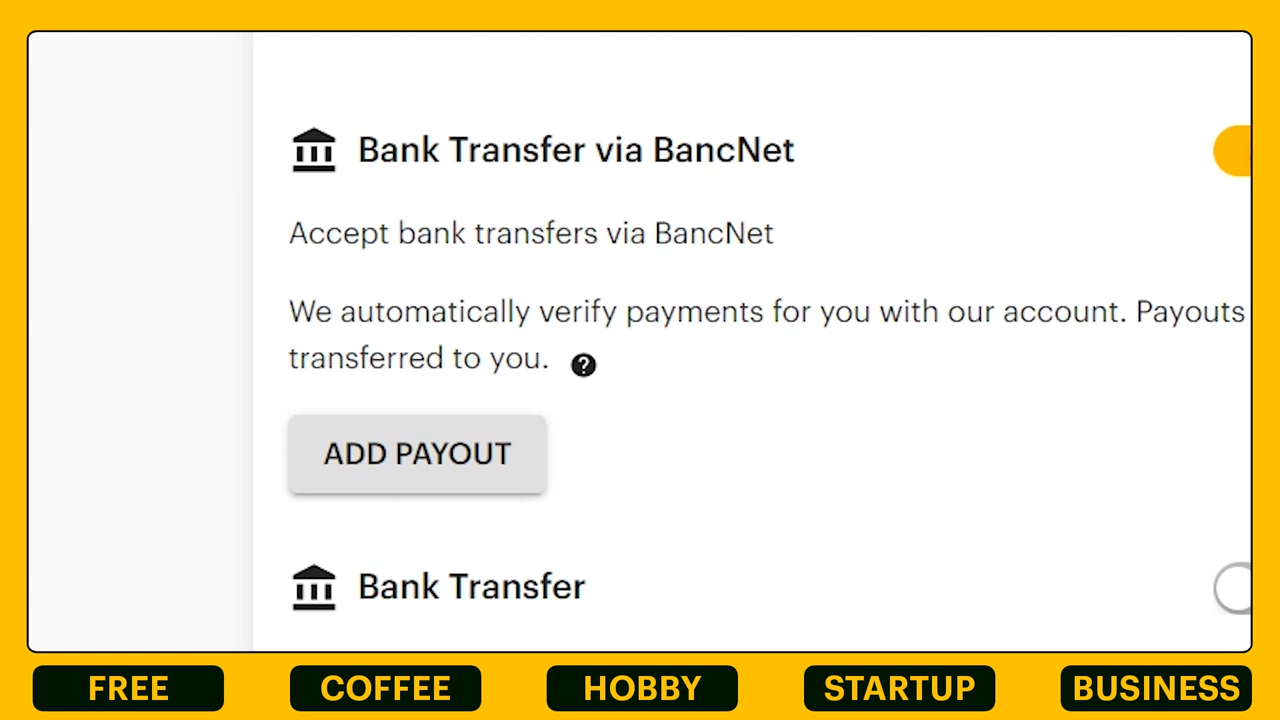 Bank Transfer via BancNet
Accept bank transfers via BancNet
We automatically verify payments for you with our account. Payouts
transferred to you. ?
ADD PAYOUT
Bank Transfer
FREE COFFEE HOBBY STARTUP BUSINESS